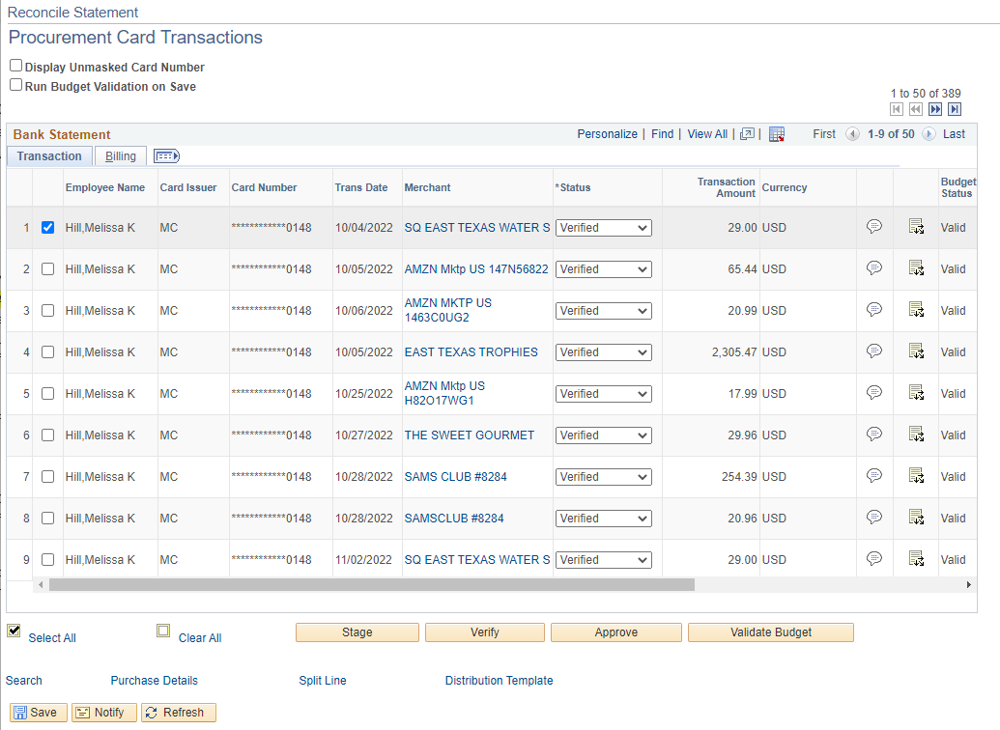 Reconcile Statement
Procurement Card Transactions
Display Unmasked Card Number
Run Budget Validation on Save
1 to 50 of 389
Bank Statement
Personalize | Find | View All | |
First 1-9 of 50 Last
Transaction Billing
Employee Name Card Issuer Card Number Trans Date Merchant *Status Transaction Amount Currency Budget Status
1 Hill,Melissa K MC ************0148 10/04/2022 SQ EAST TEXAS WATER S Verified 29.00 USD Valid
2 Hill,Melissa K MC ************0148 10/05/2022 AMZN Mktp US 147N56822 Verified 65.44 USD Valid
3 Hill,Melissa K MC ************0148 10/06/2022 AMZN MKTP US 1463C0UG2 Verified 20.99 USD Valid
4 Hill,Melissa K MC ************0148 10/05/2022 EAST TEXAS TROPHIES Verified 2,305.47 USD Valid
5 Hill,Melissa K MC ************0148 10/25/2022 AMZN Mktp US H82O17WG1 Verified 17.99 USD Valid
6 Hill,Melissa K MC ************0148 10/27/2022 THE SWEET GOURMET Verified 29.96 USD Valid
7 Hill,Melissa K MC ************0148 10/28/2022 SAMS CLUB #8284 Verified 254.39 USD Valid
8 Hill,Melissa K MC ************0148 10/28/2022 SAMSCLUB #8284 Verified 20.96 USD Valid
9 Hill,Melissa K MC ************0148 11/02/2022 SQ EAST TEXAS WATER S Verified 29.00 USD Valid
Select All Clear All Stage Verify Approve Validate Budget
Search Purchase Details Split Line Distribution Template
Save Notify Refresh